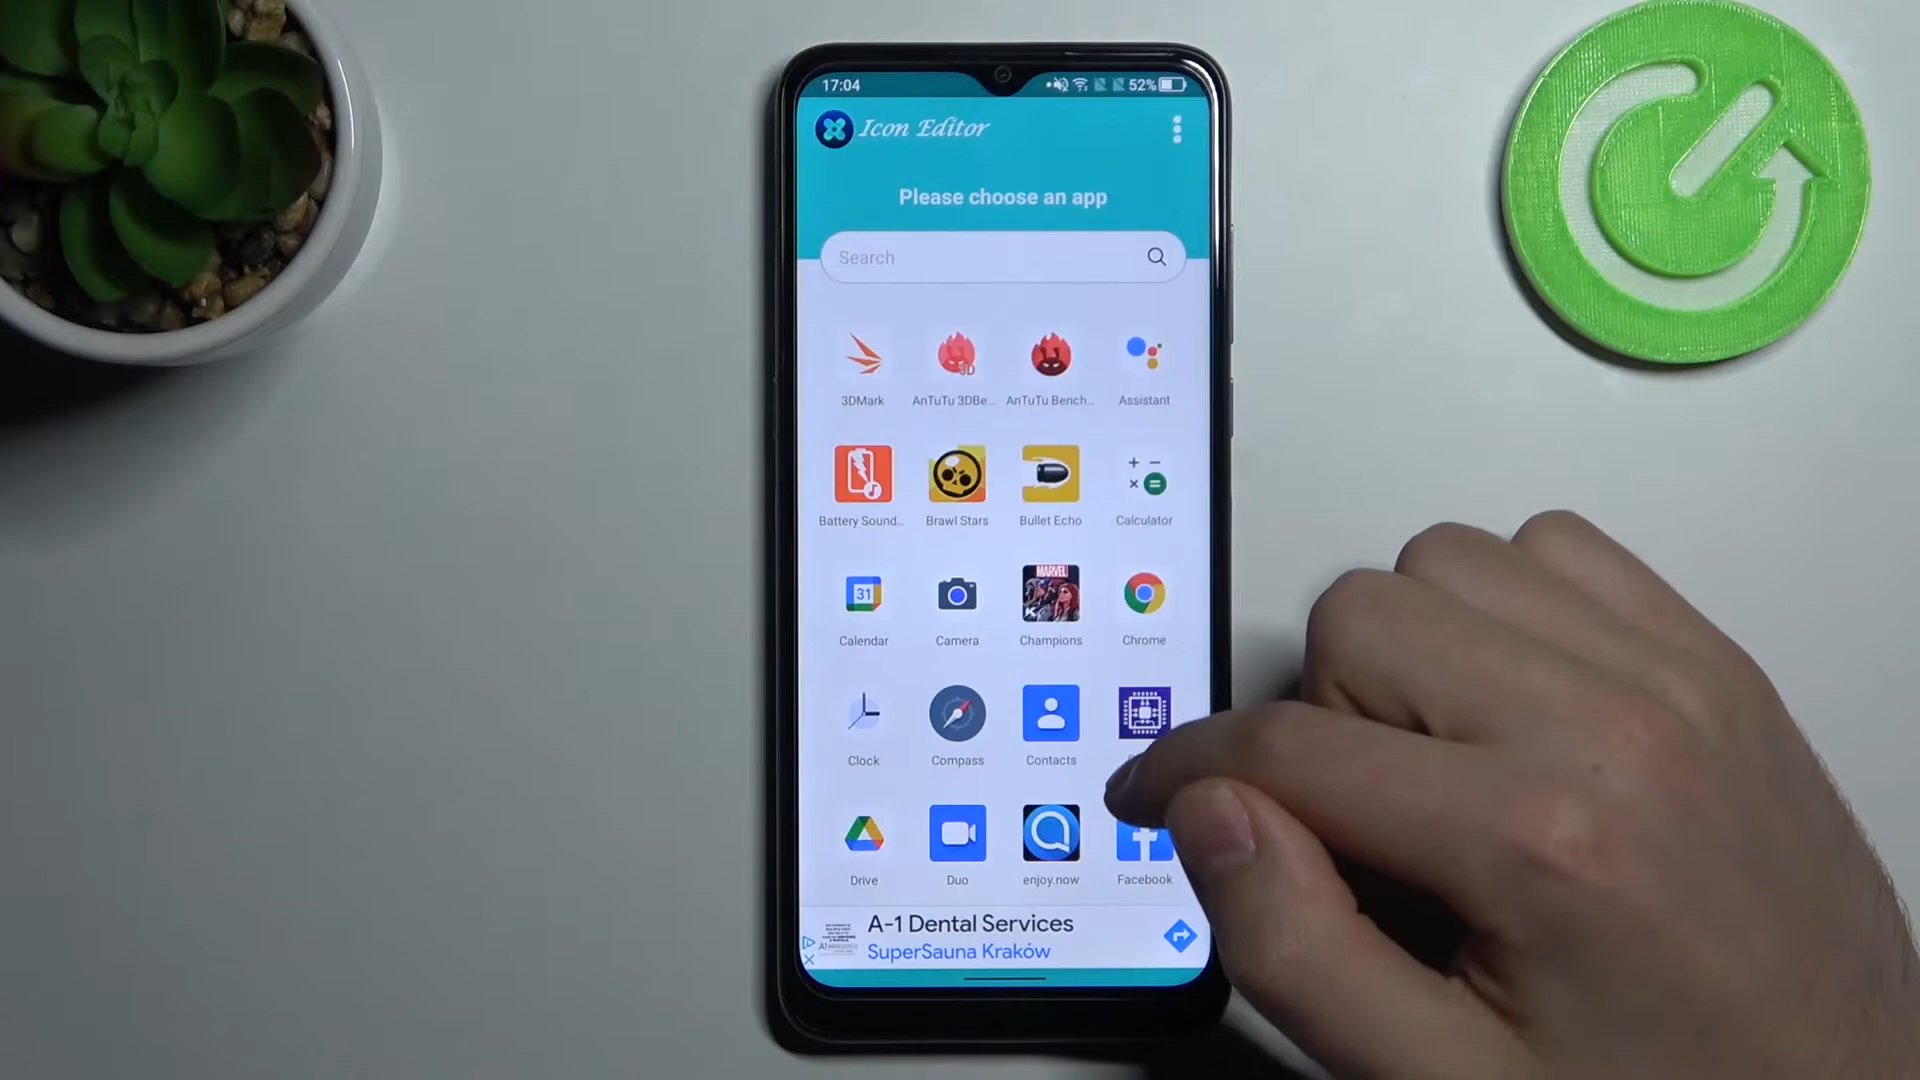 17:04
52%
Icon Editor
Please choose an app
Search
3DMark
AnTuTu 3DBe...
AnTuTu Bench...
Assistant
Battery Sound...
Brawl Stars
Bullet Echo
Calculator
31
MARVEL
Calendar
Camera
Champions
Chrome
Clock
Compass
Contacts
Drive
Duo
enjoy.now
Facebook
A-1 Dental Services
SuperSauna Kraków